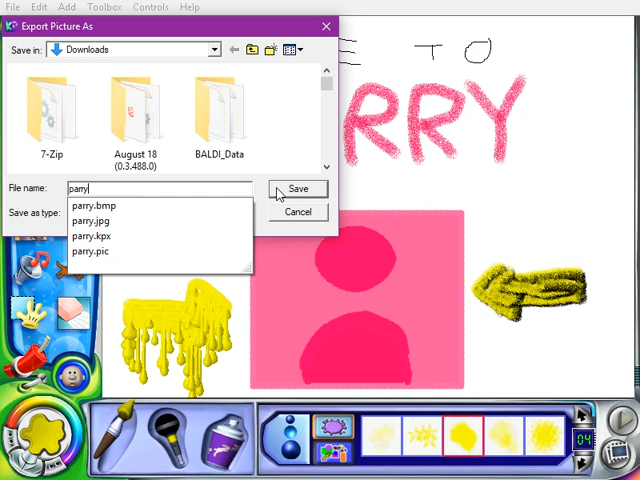 File Edit Add Toolbox Controls Help
Export Picture As
Save in: Downloads
7-Zip
August 18
(0.3.488.0)
BALDI_Data
File name: parry
Save
Save as type:
Cancel
parry.bmp
parry.jpg
parry.kpx
parry.pic
E TO
RRY
04